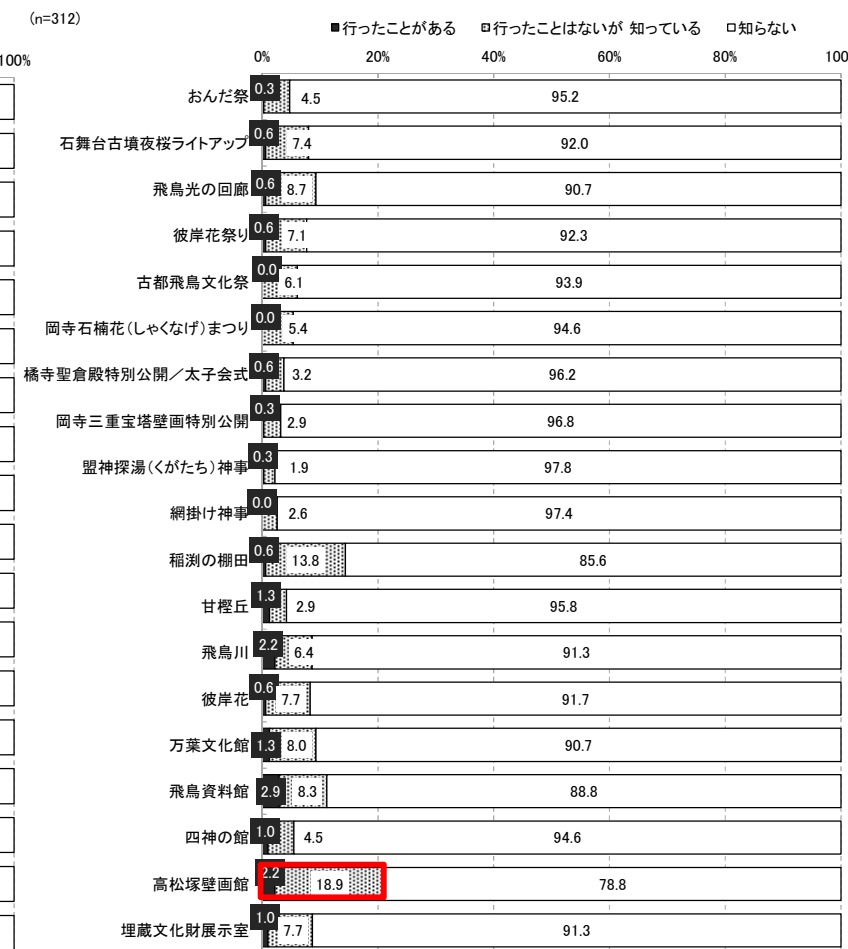 (n=312)
■行ったことがある 行ったことはないが 知っている □知らない
100% 0% 20% 40% 60% 80% 100
おんだ祭 0.3 4.5 95.2
石舞台古墳夜桜ライトアップ 0.6 7.4 92.0
飛鳥光の回廊 0.6 8.7 90.7
彼岸花祭り 0.6 7.1 92.3
古都飛鳥文化祭 0.0 6.1 93.9
岡寺石楠花(しゃくなげ)まつり 0.0 5.4 94.6
橘寺聖倉殿特別公開/太子会式 0.6 3.2 96.2
岡寺三重宝塔壁画特別公開 0.3 2.9 96.8
盟神探湯(くがたち)神事 0.3 1.9 97.8
網掛け神事 0.0 2.6 97.4
稲渕の棚田 0.6 13.8 85.6
甘樫丘 1.3 2.9 95.8
飛鳥川 2.2 6.4 91.3
彼岸花 0.6 7.7 91.7
万葉文化館 1.3 8.0 90.7
飛鳥資料館 2.9 8.3 88.8
四神の館 1.0 4.5 94.6
高松塚壁画館 2.2 18.9 78.8
埋蔵文化財展示室 1.0 7.7 91.3